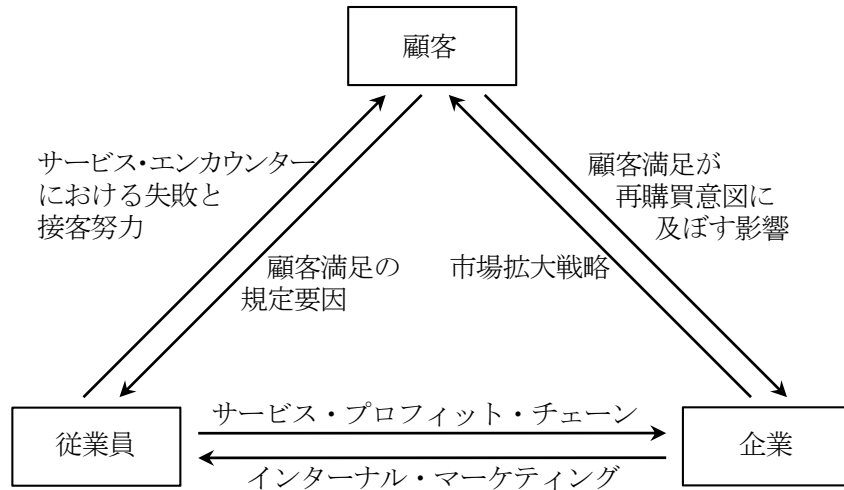 顧客
サービス・エンカウンター
における失敗と
接客努力
顧客満足が
再購買意図に
及ぼす影響
顧客満足の
規定要因
市場拡大戦略
従業員
サービス・プロフィット・チェーン
企業
インターナル・マーケティング